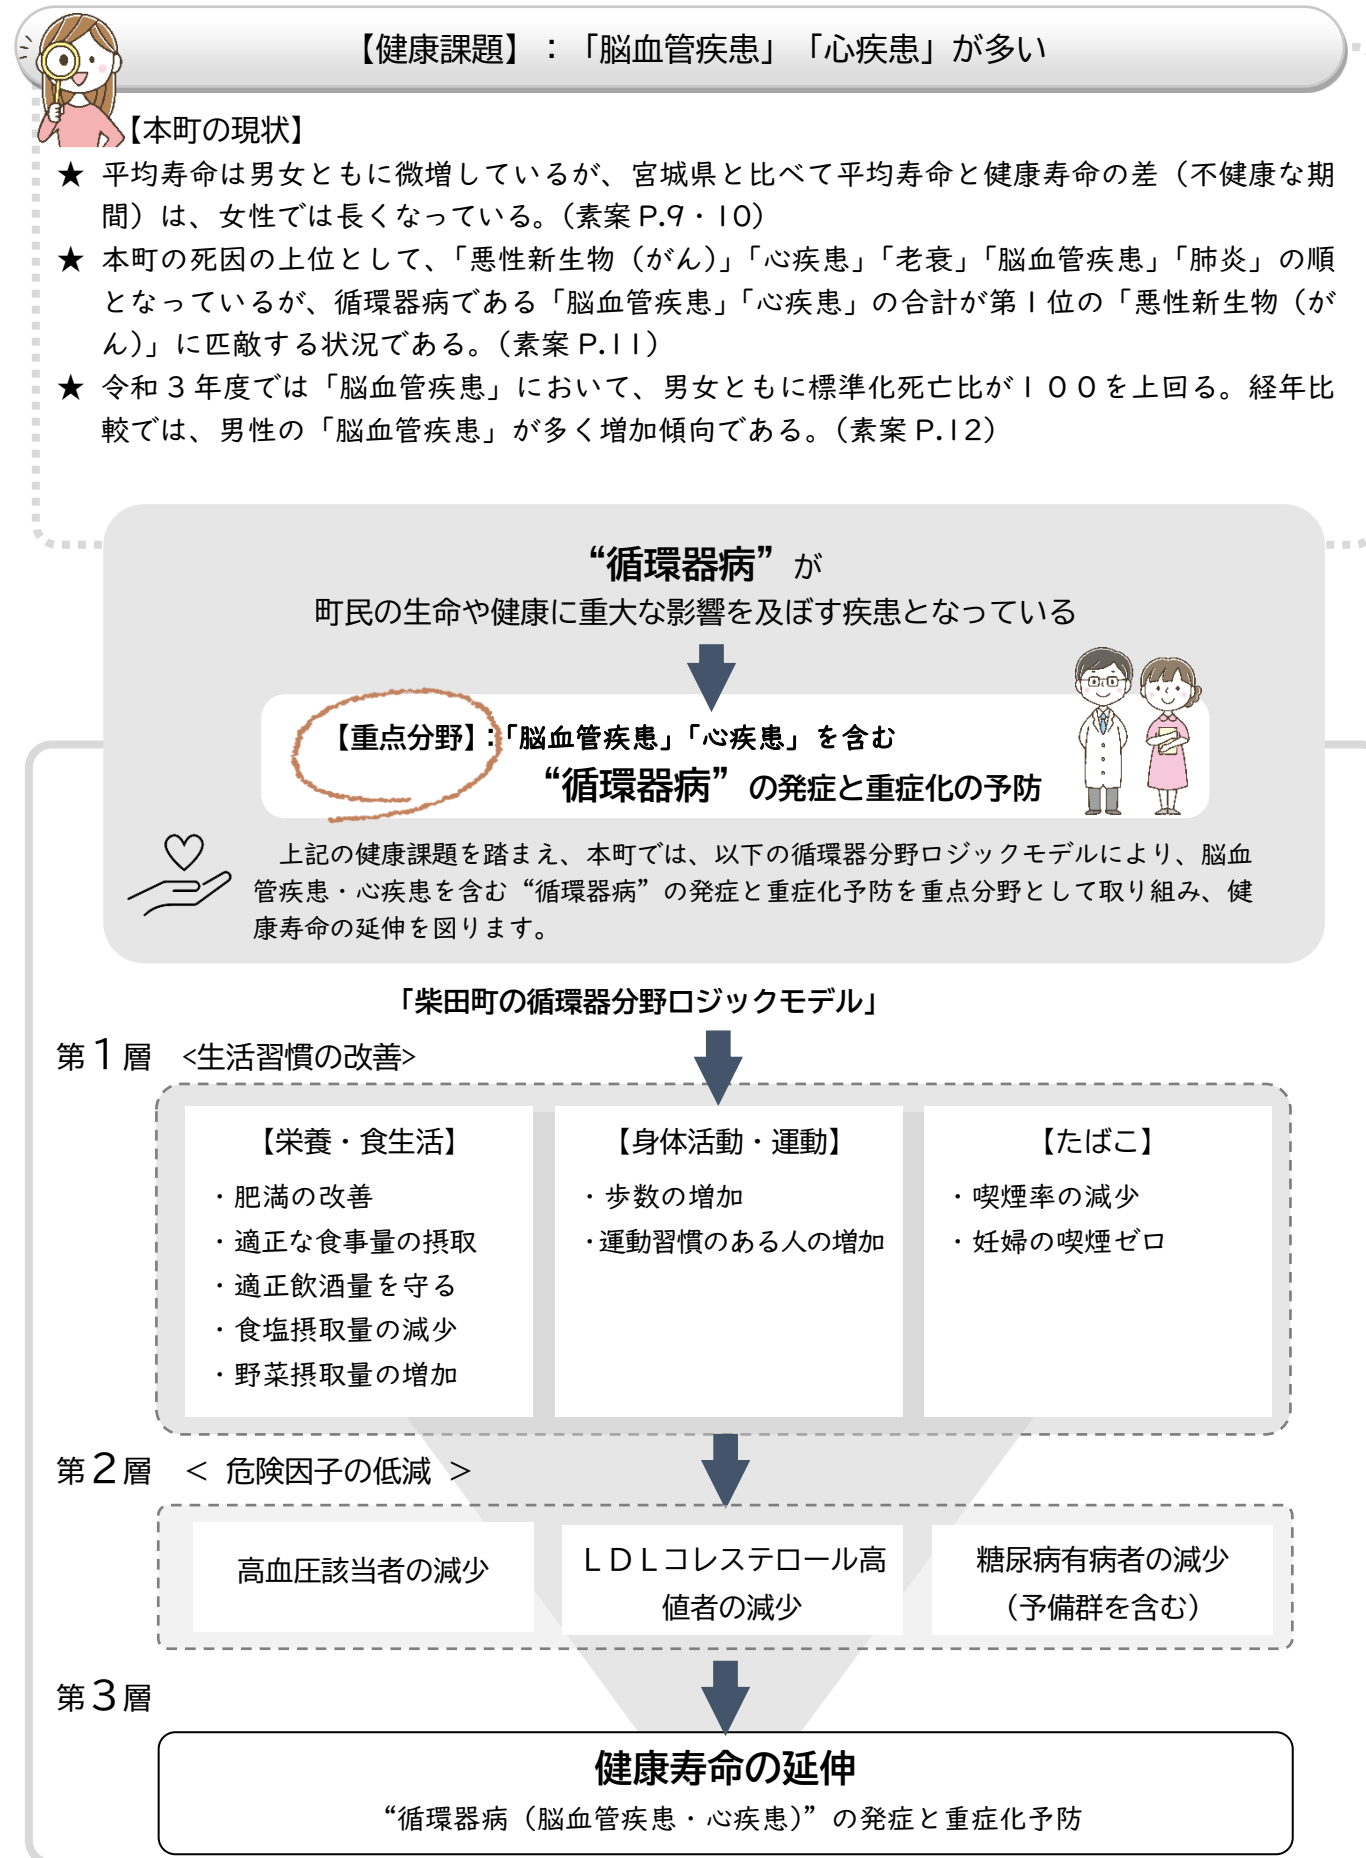 【健康課題】：「脳血管疾患」「心疾患」が多い
【本町の現状】
★ 平均寿命は男女ともに微増しているが、宮城県と比べて平均寿命と健康寿命の差（不健康な期
間）は、女性では長くなっている。（素案 P.9・10）
★ 本町の死因の上位として、「悪性新生物（がん）」「心疾患」「老衰」「脳血管疾患」「肺炎」の順
となっているが、循環器病である「脳血管疾患」「心疾患」の合計が第１位の「悪性新生物（が
ん）」に匹敵する状況である。（素案 P.11）
★ 令和３年度では「脳血管疾患」において、男女ともに標準化死亡比が１００を上回る。経年比
較では、男性の「脳血管疾患」が多く増加傾向である。（素案 P.12）
“循環器病” が
町民の生命や健康に重大な影響を及ぼす疾患となっている
【重点分野】：「脳血管疾患」「心疾患」を含む
“循環器病” の発症と重症化の予防
上記の健康課題を踏まえ、本町では、以下の循環器分野ロジックモデルにより、脳血
管疾患・心疾患を含む“循環器病”の発症と重症化予防を重点分野として取り組み、健
康寿命の延伸を図ります。
「柴田町の循環器分野ロジックモデル」
第１層 <生活習慣の改善>
【栄養・食生活】
・肥満の改善
・適正な食事量の摂取
・適正飲酒量を守る
・食塩摂取量の減少
・野菜摂取量の増加
【身体活動・運動】
・歩数の増加
・運動習慣のある人の増加
【たばこ】
・喫煙率の減少
・妊婦の喫煙ゼロ
第２層 < 危険因子の低減 >
高血圧該当者の減少
ＬＤＬコレステロール高
値者の減少
糖尿病有病者の減少
（予備群を含む）
第３層
健康寿命の延伸
“循環器病（脳血管疾患・心疾患）”の発症と重症化予防